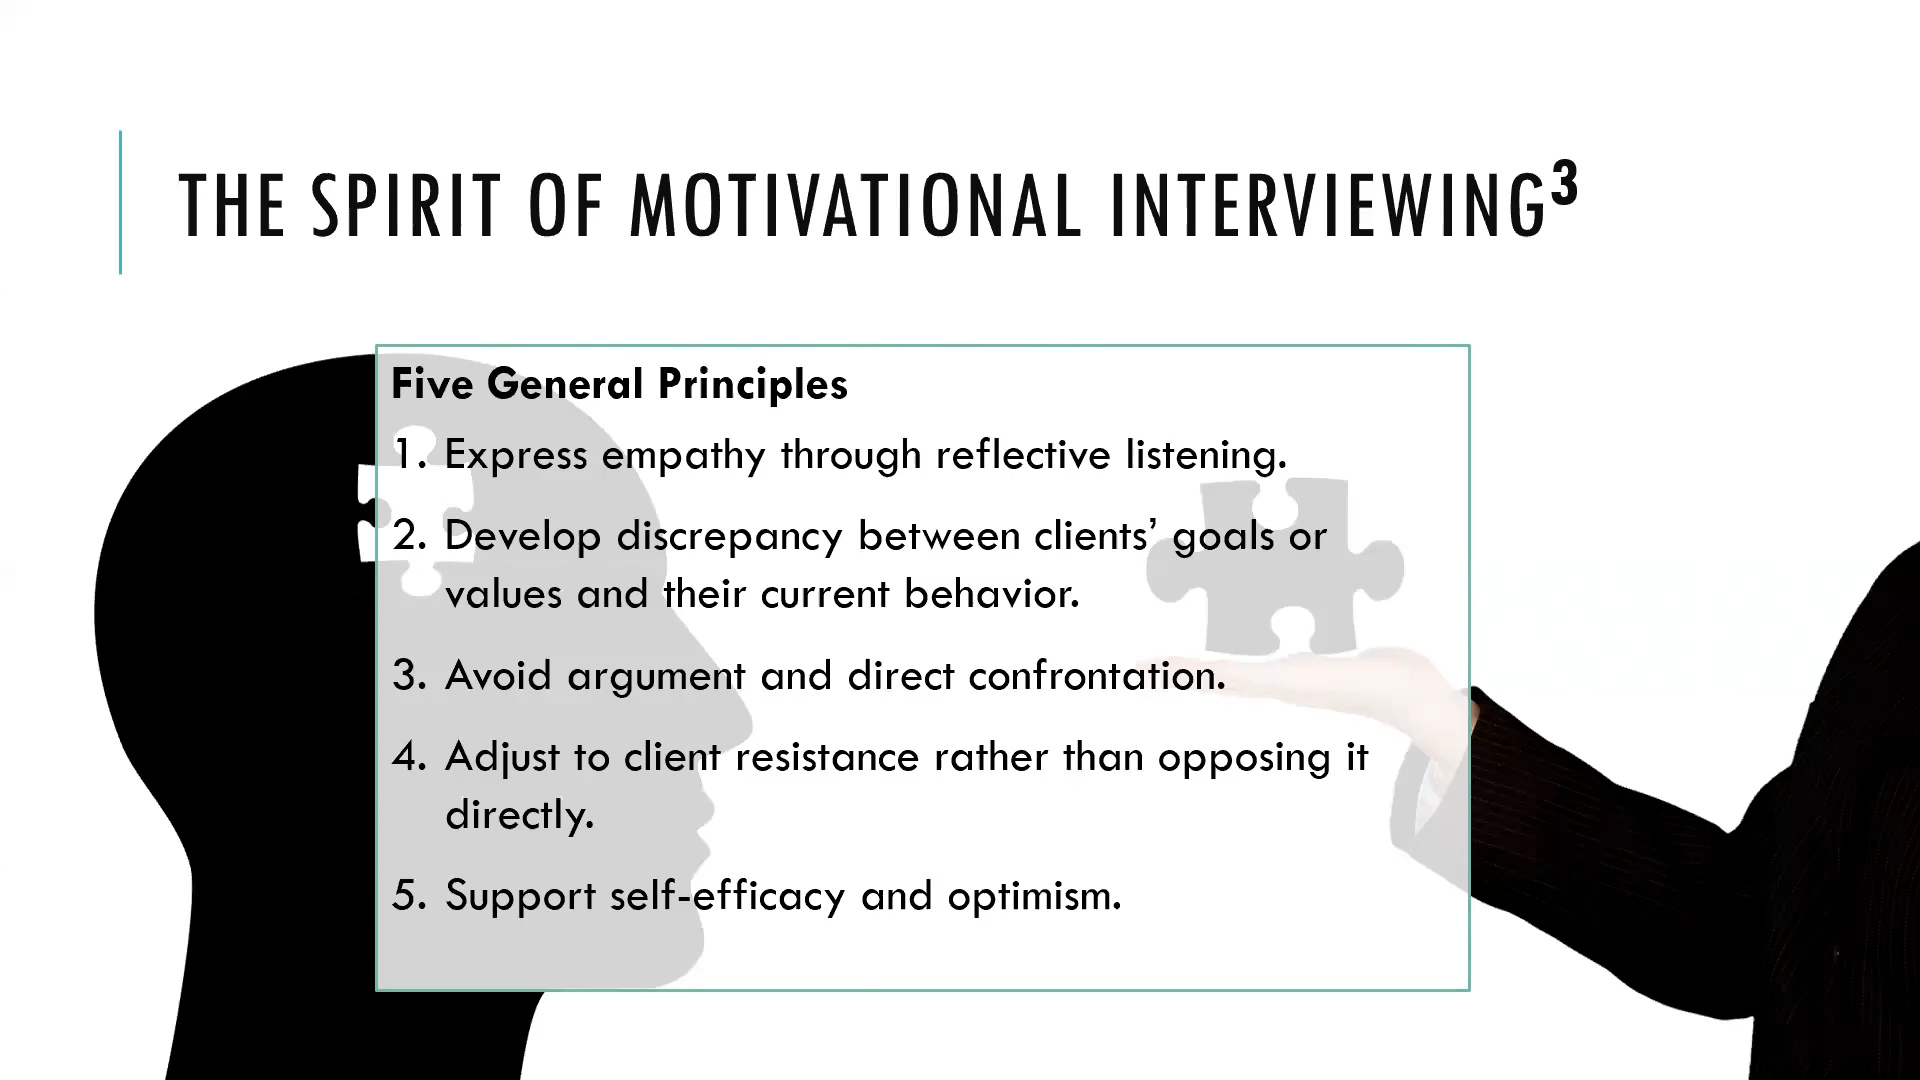 THE SPIRIT OF MOTIVATIONAL INTERVIEWING³
Five General Principles
1. Express empathy through reflective listening.
2. Develop discrepancy between clients’ goals or
values and their current behavior.
3. Avoid argument and direct confrontation.
4. Adjust to client resistance rather than opposing it
directly.
5. Support self-efficacy and optimism.